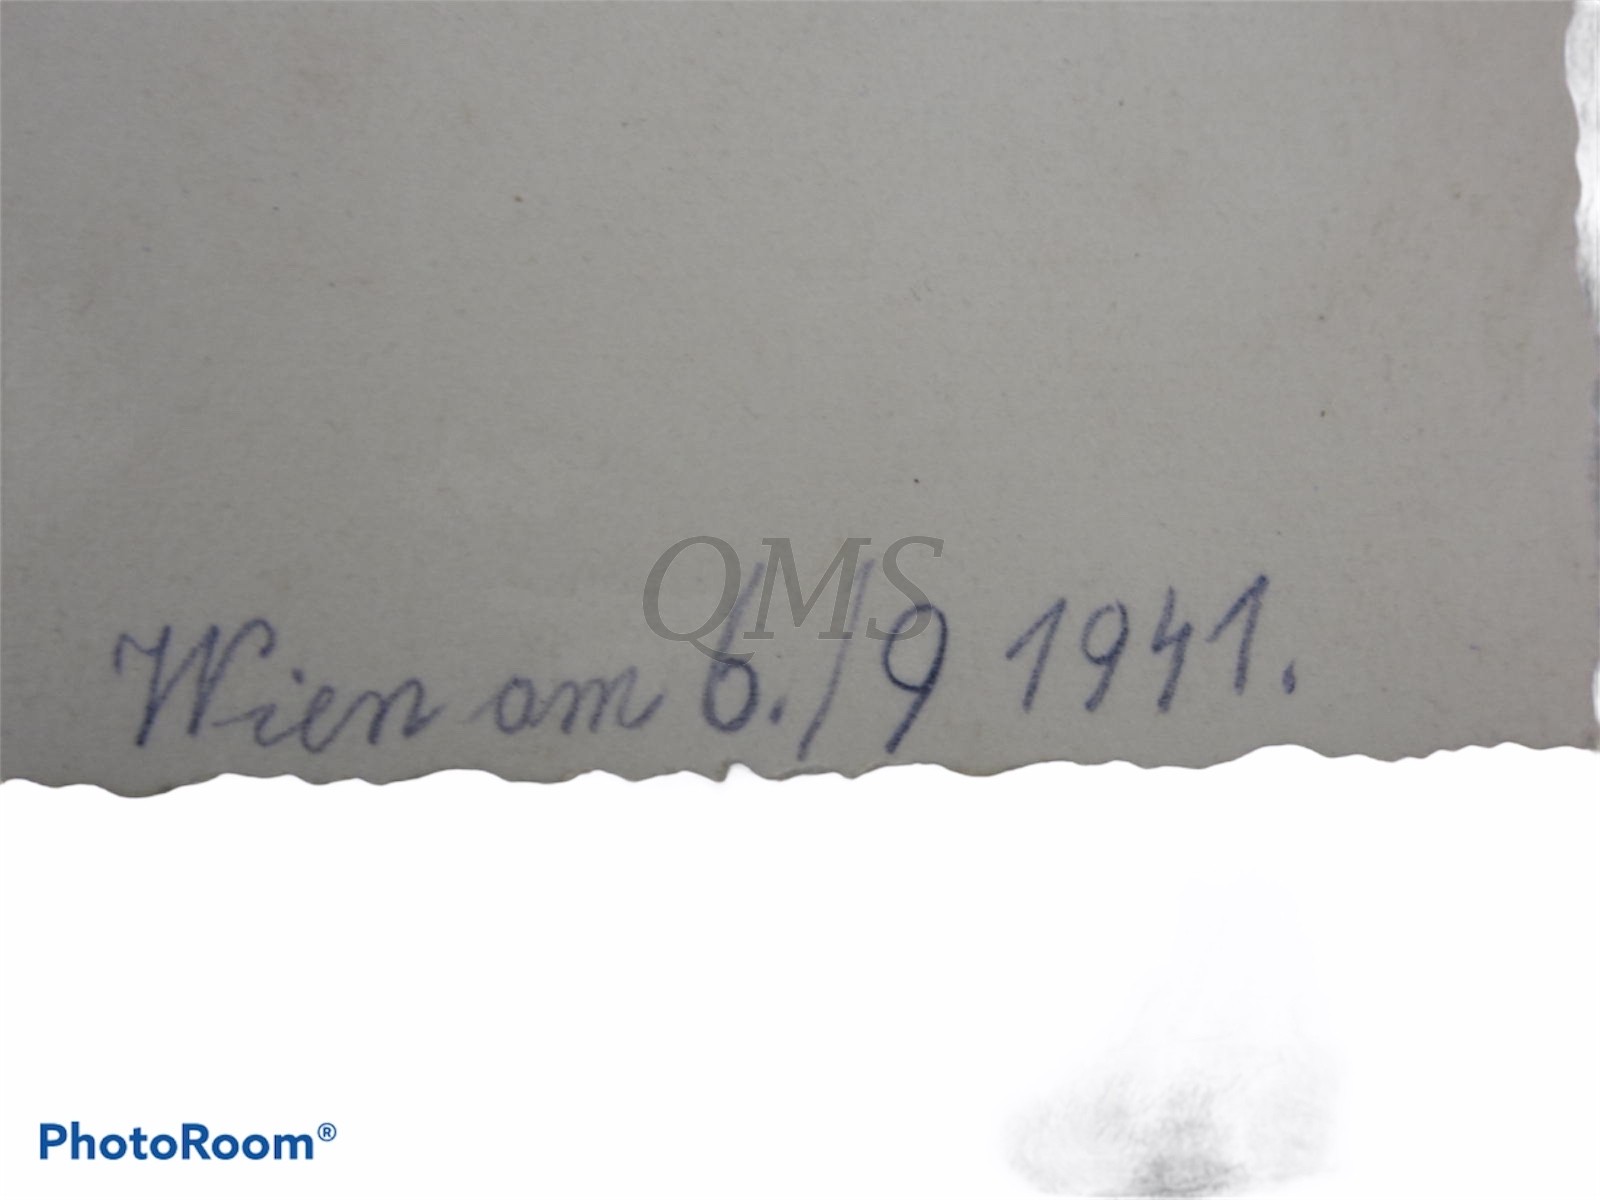 QMS
Wien am 6./9 1941.
PhotoRoom®